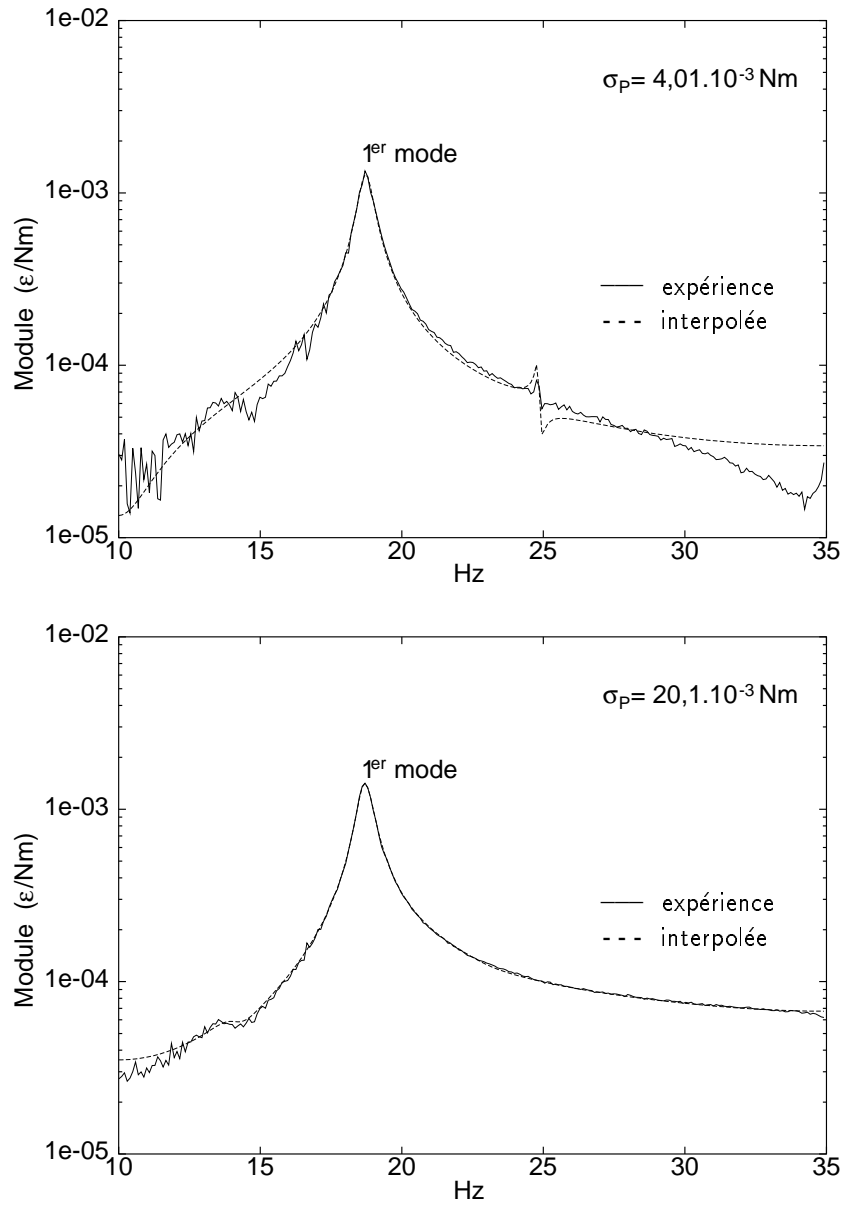 1e-02
σP= 4,01.10-3 Nm
1er mode
1e-03
Module (ε/Nm)
expérience
interpolée
1e-04
1e-05
10 15 20 25 30 35
Hz
1e-02
σP= 20,1.10-3 Nm
1er mode
1e-03
Module (ε/Nm)
expérience
interpolée
1e-04
1e-05
10 15 20 25 30 35
Hz